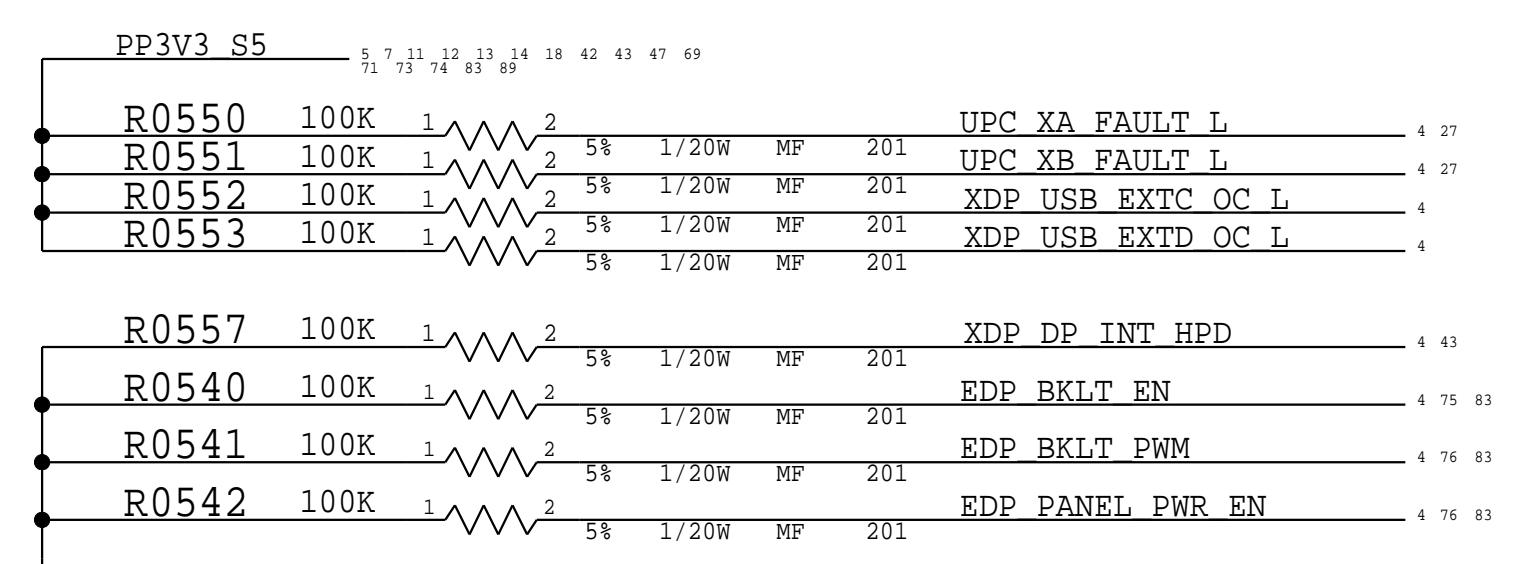 PP3V3_S5 5 7 11 12 13 14 18 42 43 47 69
71 73 74 83 89
R0550 100K 1 2 UPC_XA_FAULT_L 4 27
5% 1/20W MF 201
R0551 100K 1 2 UPC_XB_FAULT_L 4 27
5% 1/20W MF 201
R0552 100K 1 2 XDP_USB_EXTC_OC_L 4
5% 1/20W MF 201
R0553 100K 1 2 XDP_USB_EXTD_OC_L 4
5% 1/20W MF 201
R0557 100K 1 2 XDP_DP_INT_HPD 4 43
5% 1/20W MF 201
R0540 100K 1 2 EDP_BKLT_EN 4 75 83
5% 1/20W MF 201
R0541 100K 1 2 EDP_BKLT_PWM 4 76 83
5% 1/20W MF 201
R0542 100K 1 2 EDP_PANEL_PWR_EN 4 76 83
5% 1/20W MF 201